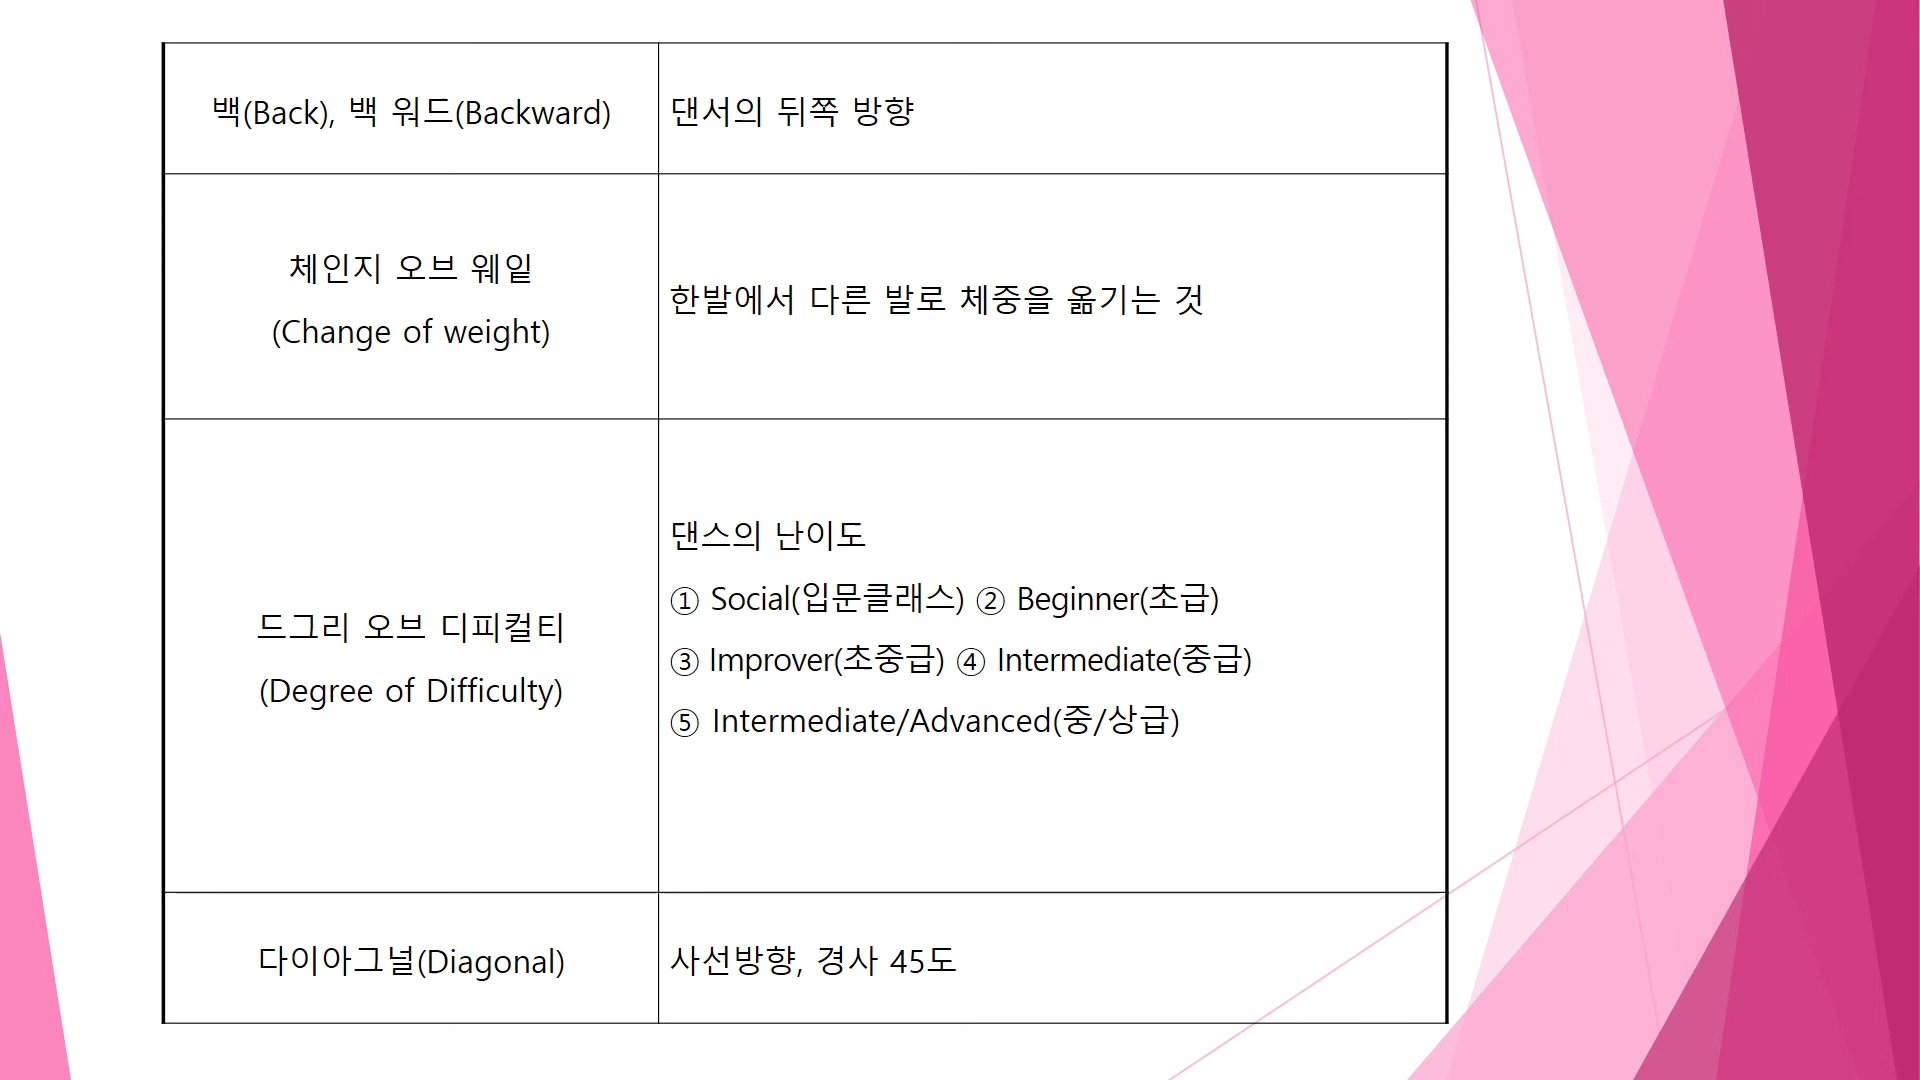 백(Back), 백 워드(Backward)
댄서의 뒤쪽 방향
체인지 오브 웨일
(Change of weight)
한발에서 다른 발로 체중을 옮기는 것
드그리 오브 디피컬티
(Degree of Difficulty)
댄스의 난이도
① Social(입문클래스) ② Beginner(초급)
③ Improver(초중급) ④ Intermediate(중급)
⑤ Intermediate/Advanced(중/상급)
다이아그널(Diagonal)
사선방향, 경사 45도